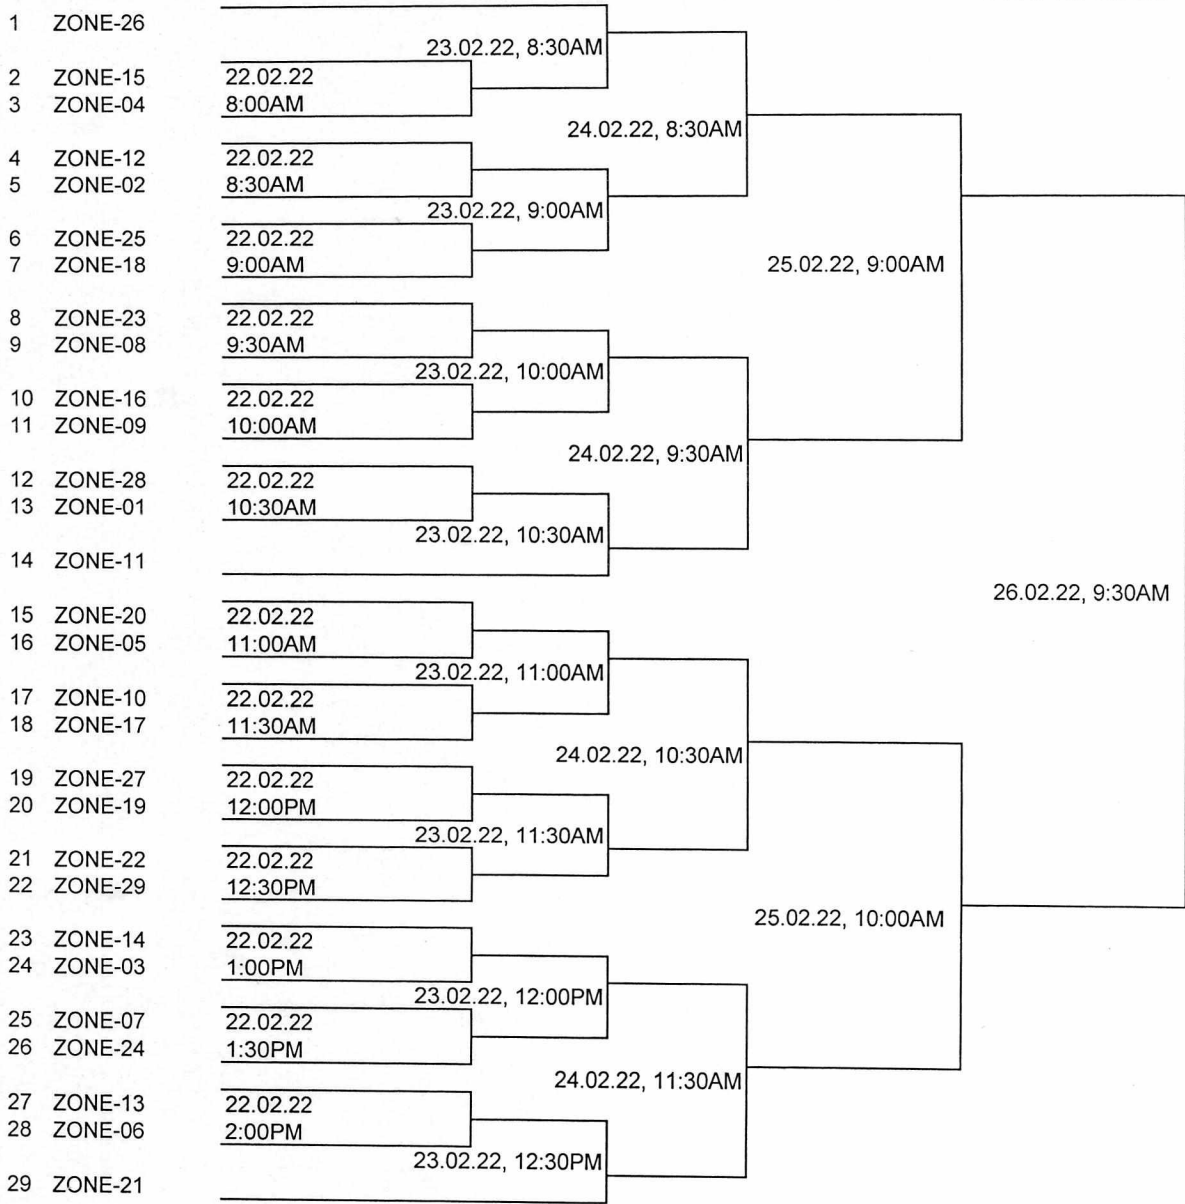 1 ZONE-26
23.02.22, 8:30AM
2 ZONE-15 22.02.22
3 ZONE-04 8:00AM
24.02.22, 8:30AM
4 ZONE-12 22.02.22
5 ZONE-02 8:30AM
23.02.22, 9:00AM
6 ZONE-25 22.02.22
7 ZONE-18 9:00AM
25.02.22, 9:00AM
8 ZONE-23 22.02.22
9 ZONE-08 9:30AM
23.02.22, 10:00AM
10 ZONE-16 22.02.22
11 ZONE-09 10:00AM
24.02.22, 9:30AM
12 ZONE-28 22.02.22
13 ZONE-01 10:30AM
23.02.22, 10:30AM
14 ZONE-11
26.02.22, 9:30AM
15 ZONE-20 22.02.22
16 ZONE-05 11:00AM
23.02.22, 11:00AM
17 ZONE-10 22.02.22
18 ZONE-17 11:30AM
24.02.22, 10:30AM
19 ZONE-27 22.02.22
20 ZONE-19 12:00PM
23.02.22, 11:30AM
21 ZONE-22 22.02.22
22 ZONE-29 12:30PM
25.02.22, 10:00AM
23 ZONE-14 22.02.22
24 ZONE-03 1:00PM
23.02.22, 12:00PM
25 ZONE-07 22.02.22
26 ZONE-24 1:30PM
24.02.22, 11:30AM
27 ZONE-13 22.02.22
28 ZONE-06 2:00PM
23.02.22, 12:30PM
29 ZONE-21